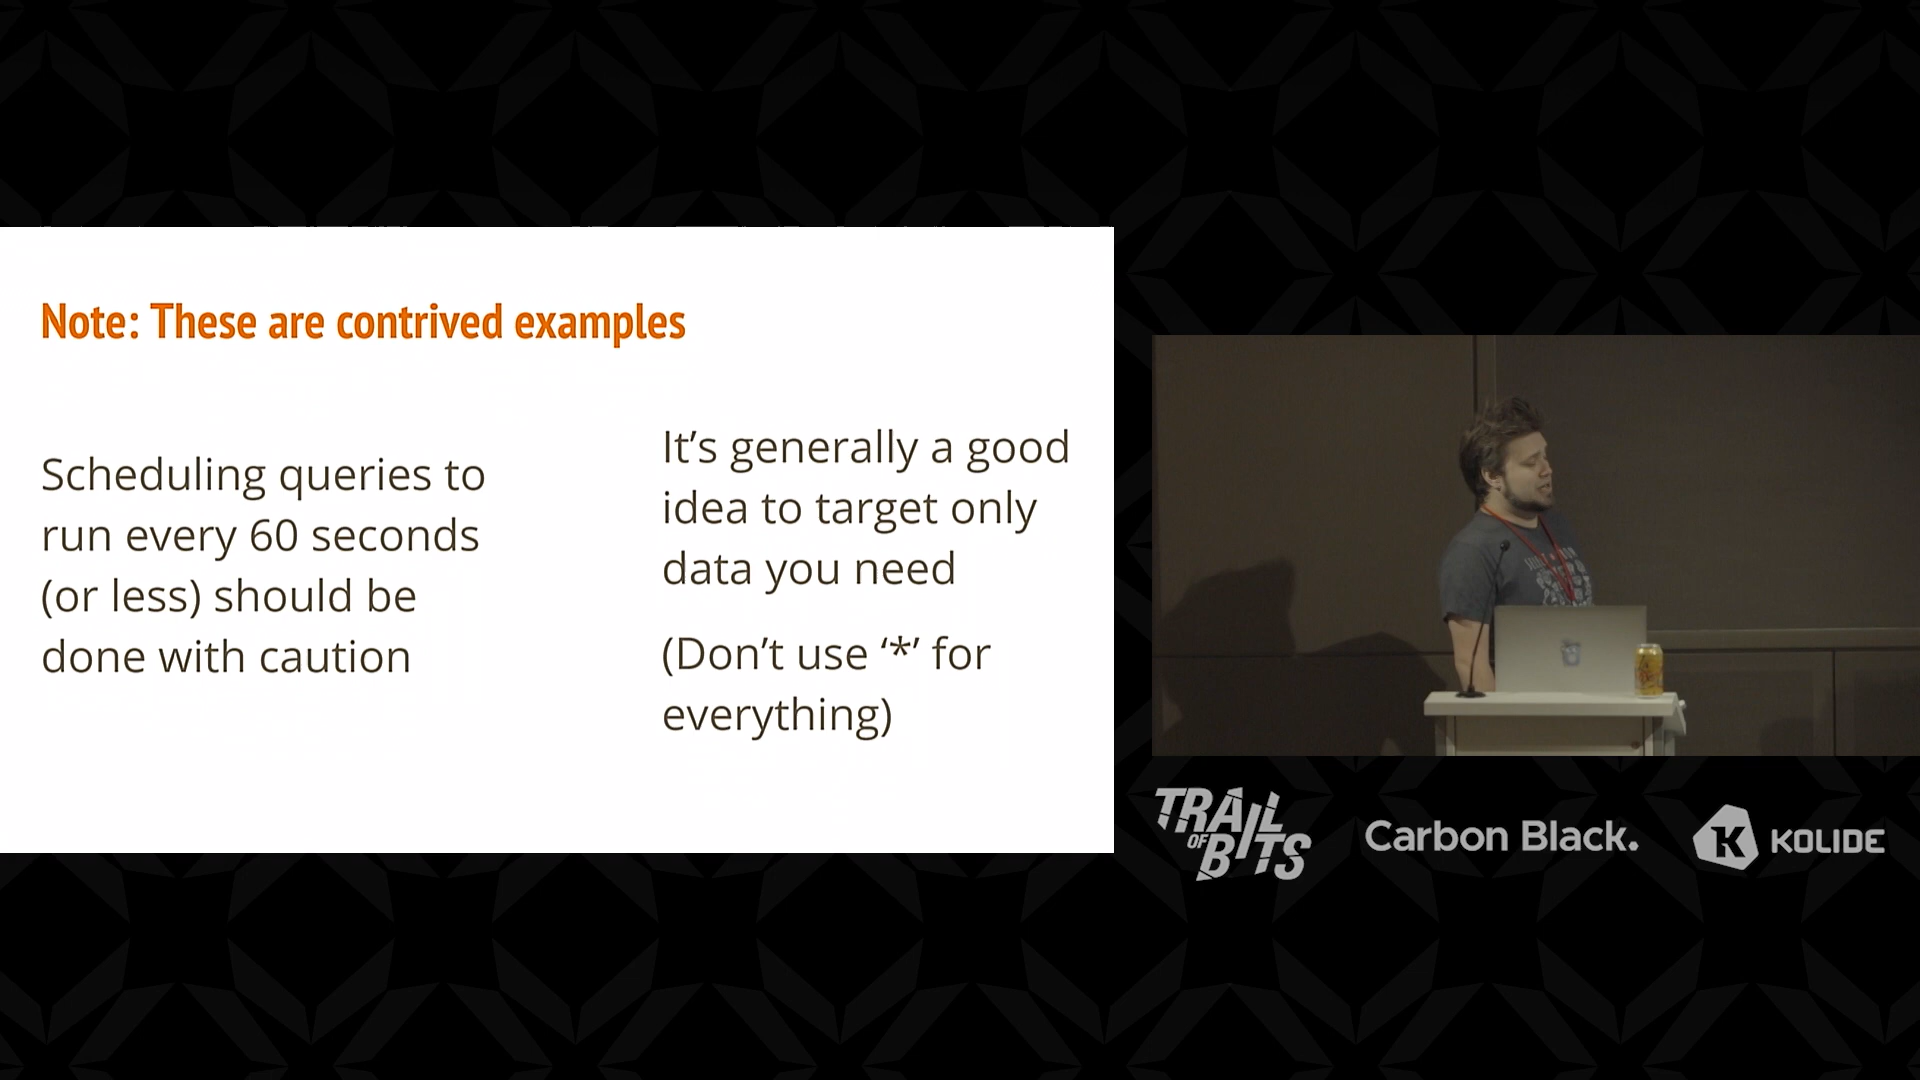 Note: These are contrived examples
Scheduling queries to
run every 60 seconds
(or less) should be
done with caution
It’s generally a good
idea to target only
data you need
(Don’t use ‘*’ for
everything)
TRAIL
OF
BITS
Carbon Black.
K KOLIDE